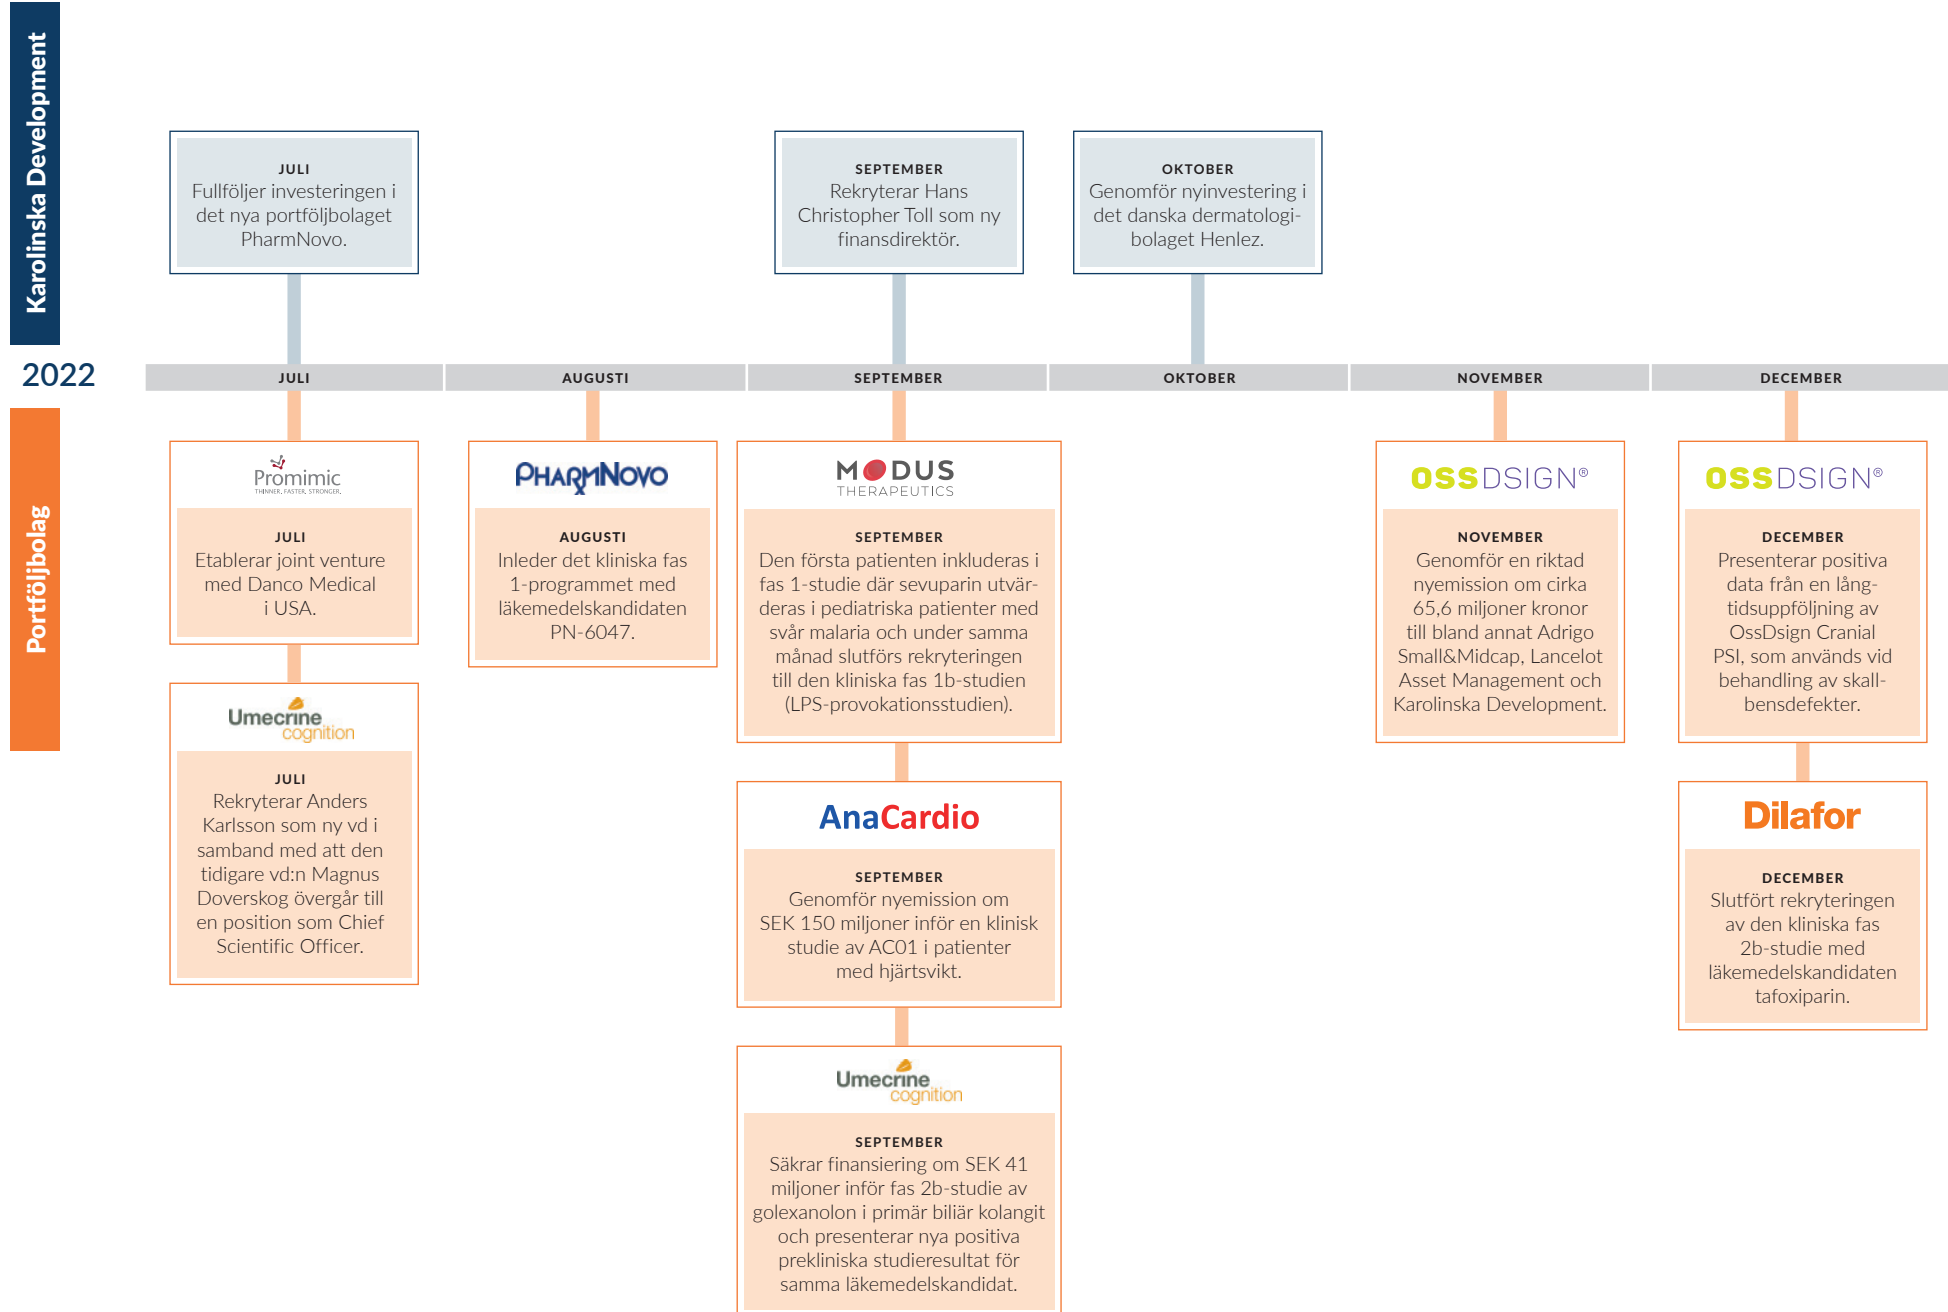 Karolinska Development
JULI
Fullföljer investeringen i
det nya portföljbolaget
PharmNovo.
SEPTEMBER
Rekryterar Hans
Christopher Toll som ny
finansdirektör.
OKTOBER
Genomför nyinvestering i
det danska dermatologi-
bolaget Henlez.
2022
JULI
AUGUSTI
SEPTEMBER
OKTOBER
NOVEMBER
DECEMBER
Portföljbolag
Promimic
THINNER, FASTER, STRONGER.
JULI
Etablerar joint venture
med Danco Medical
i USA.
Umecrine
cognition
JULI
Rekryterar Anders
Karlsson som ny vd i
samband med att den
tidigare vd:n Magnus
Doverskog övergår till
en position som Chief
Scientific Officer.
PHARMNOVO
AUGUSTI
Inleder det kliniska fas
1-programmet med
läkemedelskandidaten
PN-6047.
MODUS
THERAPEUTICS
SEPTEMBER
Den första patienten inkluderas i
fas 1-studie där sevuparin utvär-
deras i pediatriska patienter med
svår malaria och under samma
månad slutförs rekryteringen
till den kliniska fas 1b-studien
(LPS-provokationsstudien).
AnaCardio
SEPTEMBER
Genomför nyemission om
SEK 150 miljoner inför en klinisk
studie av AC01 i patienter
med hjärtsvikt.
Umecrine
cognition
SEPTEMBER
Säkrar finansiering om SEK 41
miljoner inför fas 2b-studie av
golexanolon i primär biliär kolangit
och presenterar nya positiva
prekliniska studieresultat för
samma läkemedelskandidat.
OSSDSIGN®
NOVEMBER
Genomför en riktad
nyemission om cirka
65,6 miljoner kronor
till bland annat Adrigo
Small&Midcap, Lancelot
Asset Management och
Karolinska Development.
OSSDSIGN®
DECEMBER
Presenterar positiva
data från en lång-
tidsuppföljning av
OssDsign Cranial
PSI, som används vid
behandling av skall-
bensdefekter.
Dilafor
DECEMBER
Slutfört rekryteringen
av den kliniska fas
2b-studie med
läkemedelskandidaten
tafoxiparin.